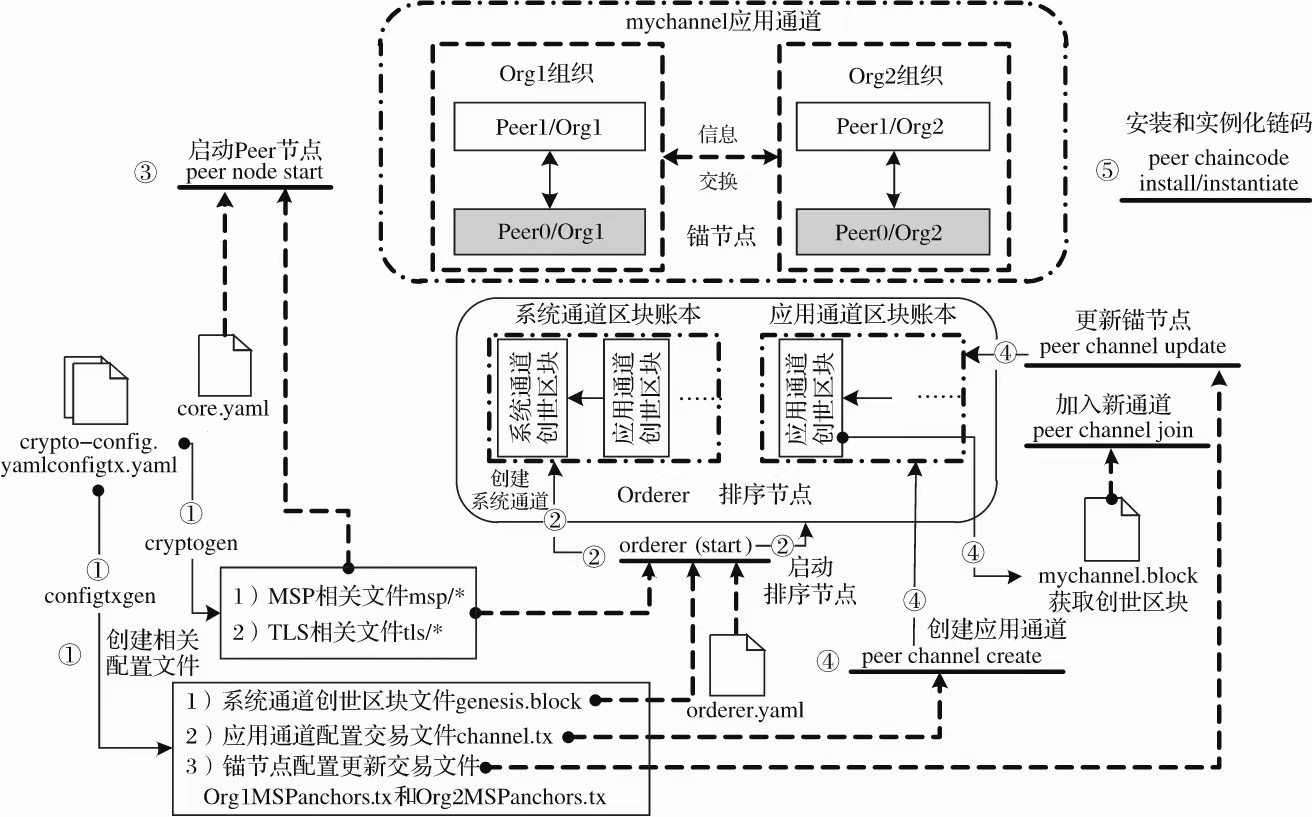 mychannel应用通道
Org1组织
Org2组织
Peer1/Org1
Peer1/Org2
信息
交换
Peer0/Org1
锚节点
Peer0/Org2
③
启动Peer节点
peer node start
安装和实例化链码
⑤
peer chaincode
install/instantiate
系统通道区块账本
应用通道区块账本
系统通道
创世区块
应用通道
创世区块
……
应用通道
创世区块
……
④
更新锚节点
peer channel update
加入新通道
peer channel join
core.yaml
crypto-config.
yamlconfigtx.yaml
创建
系统通道
Orderer
排序节点
②
②
orderer (start)
②
启动
排序节点
①
cryptogen
①
configtxgen
①
创建相关
配置文件
1）MSP相关文件msp/*
2）TLS相关文件tls/*
④
mychannel.block
获取创世区块
④
创建应用通道
④
peer channel create
orderer.yaml
1）系统通道创世区块文件genesis.block
2）应用通道配置交易文件channel.tx
3）锚节点配置更新交易文件
Org1MSPanchors.tx和Org2MSPanchors.tx